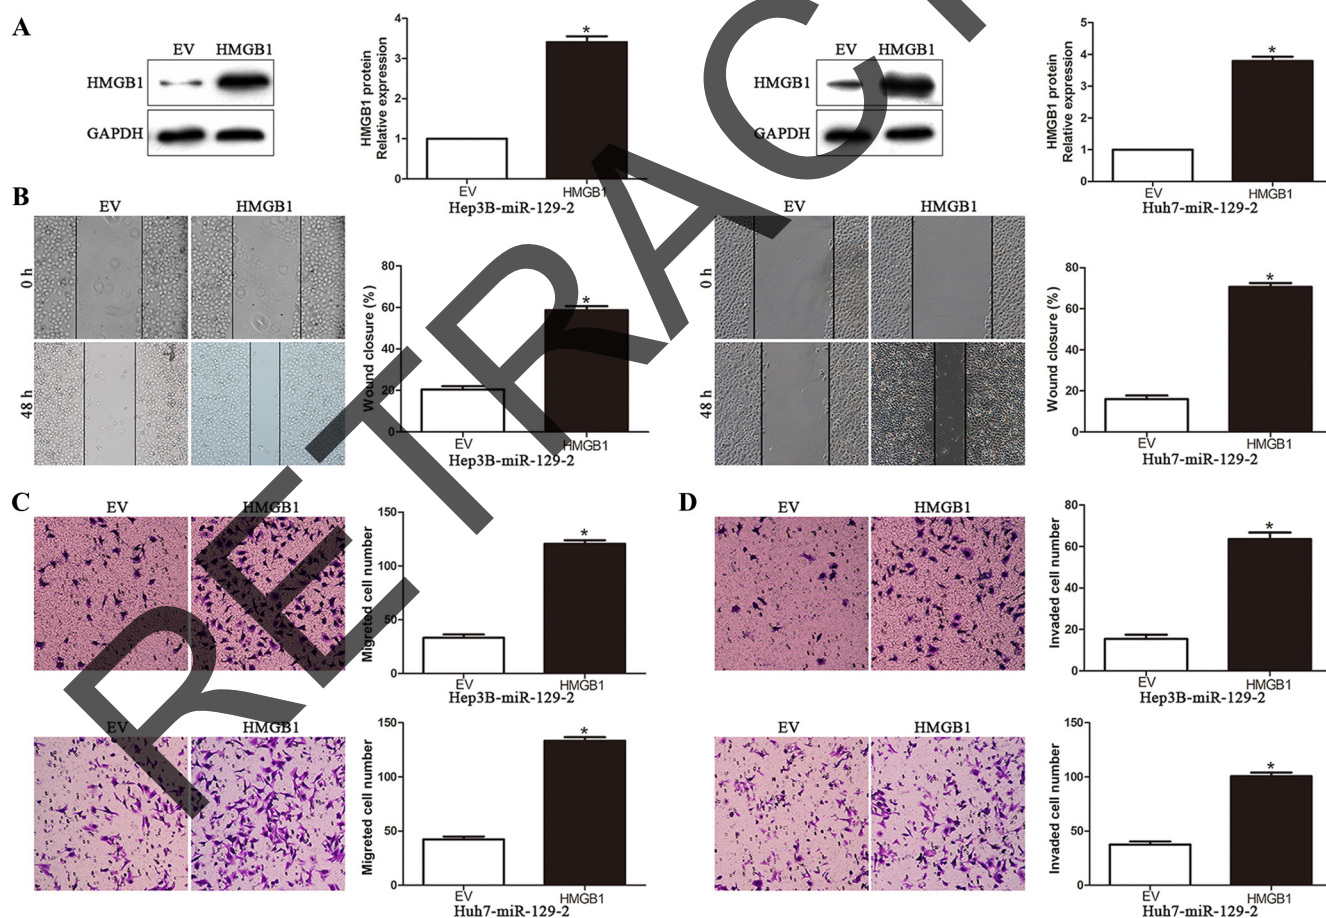 A
EV HMGB1
HMGB1
GAPDH
HMGB1 protein
Relative expression
4
3
2
1
0
*
EV HMGB1
Hep3B-miR-129-2
EV HMGB1
HMGB1
GAPDH
HMGB1 protein
Relative expression
5
4
3
2
1
0
*
EV HMGB1
Huh7-miR-129-2
B
EV HMGB1
0 h
48 h
Wound closure (%)
80
60
40
20
0
*
EV HMGB1
Hep3B-miR-129-2
EV HMGB1
0 h
48 h
Wound closure (%)
80
60
40
20
0
*
EV HMGB1
Huh7-miR-129-2
C
EV HMGB1
Migreted cell number
150
100
50
0
*
EV HMGB1
Hep3B-miR-129-2
EV HMGB1
Migreted cell number
150
100
50
0
*
EV HMGB1
Huh7-miR-129-2
D
EV HMGB1
Invaded cell number
80
60
40
20
0
*
EV HMGB1
Hep3B-miR-129-2
EV HMGB1
Invaded cell number
150
100
50
0
*
EV HMGB1
Huh7-miR-129-2
RETRACT